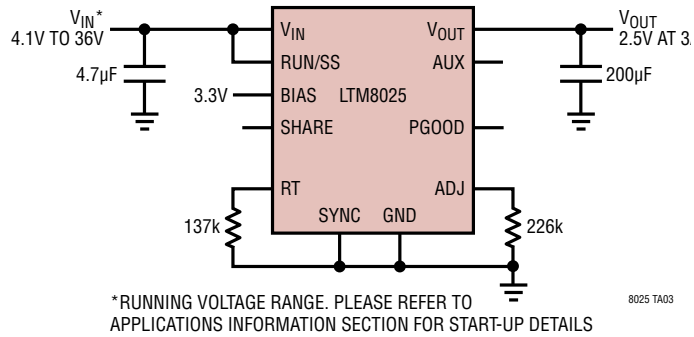 VIN*
4.1V TO 36V
VOUT
2.5V AT 3.
VIN
VOUT
RUN/SS
AUX
4.7µF
200µF
3.3V
BIAS
LTM8025
SHARE
PGOOD
RT
ADJ
137k
SYNC
GND
226k
*RUNNING VOLTAGE RANGE. PLEASE REFER TO
APPLICATIONS INFORMATION SECTION FOR START-UP DETAILS
8025 TA03